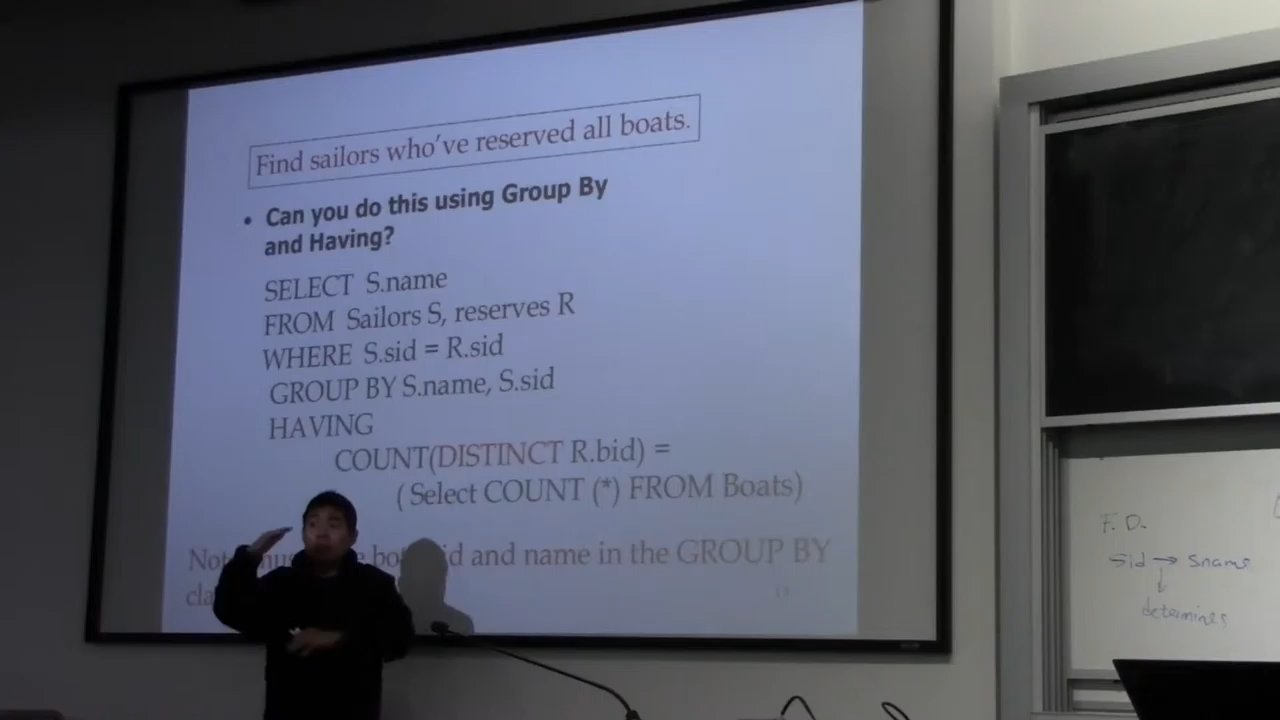 Find sailors who've reserved all boats.
• Can you do this using Group By
and Having?
SELECT S.name
FROM Sailors S, reserves R
WHERE S.sid = R.sid
GROUP BY S.name, S.sid
HAVING
COUNT(DISTINCT R.bid) =
( Select COUNT (*) FROM Boats)
and name in the GROUP BY
F. D.
sid → sname
↓
determines